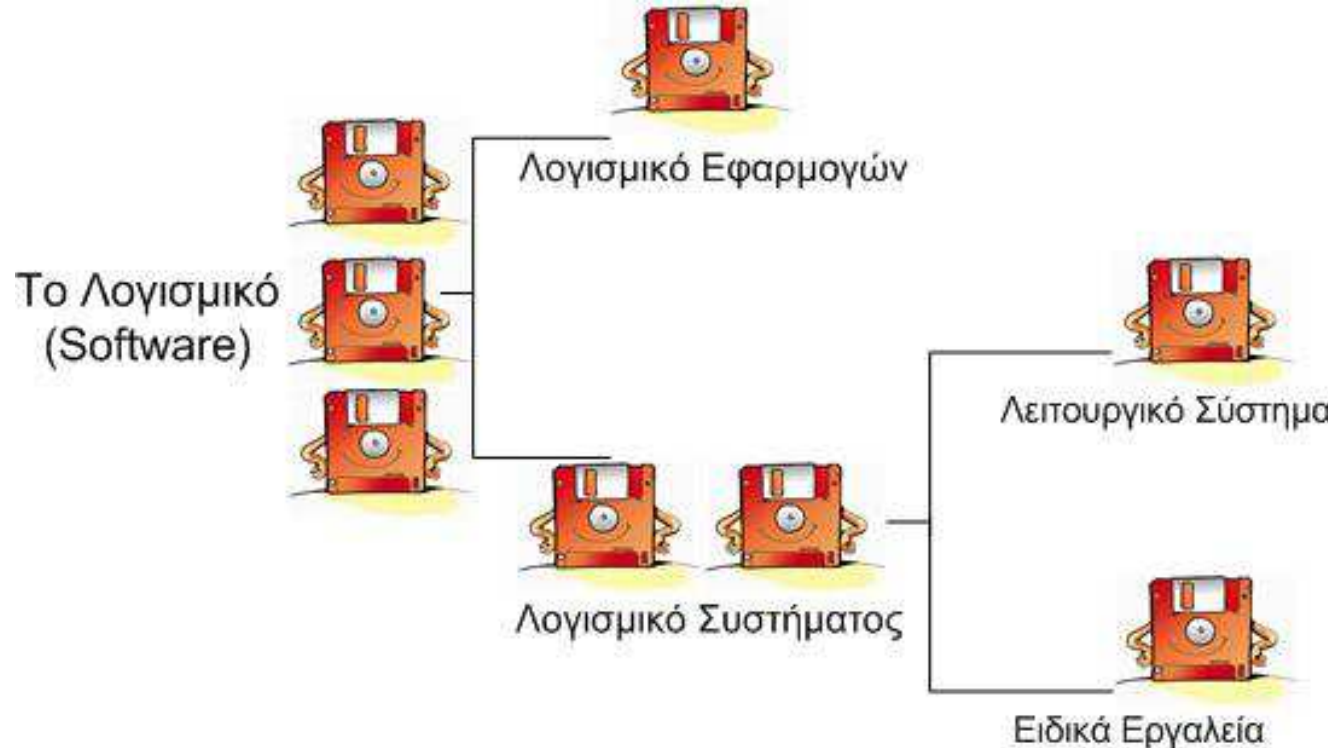 Λογισμικό Εφαρμογών
Το Λογισμικό
(Software)
Λειτουργικό Σύστημα
Λογισμικό Συστήματος
Ειδικά Εργαλεία